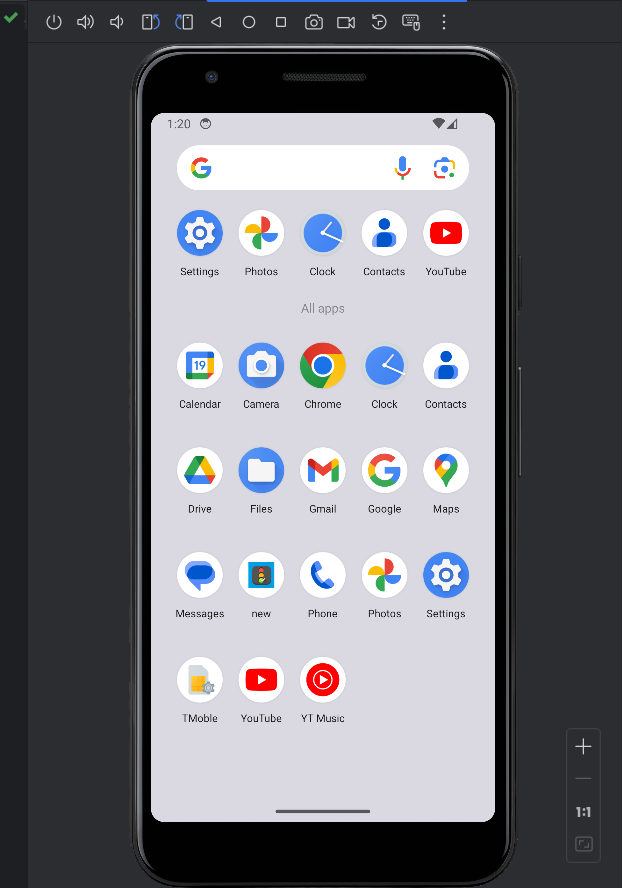 1:20
Settings Photos Clock Contacts YouTube
All apps
19
Calendar Camera Chrome Clock Contacts
Drive Files Gmail Google Maps
Messages new Phone Photos Settings
TMoble YouTube YT Music
1:1